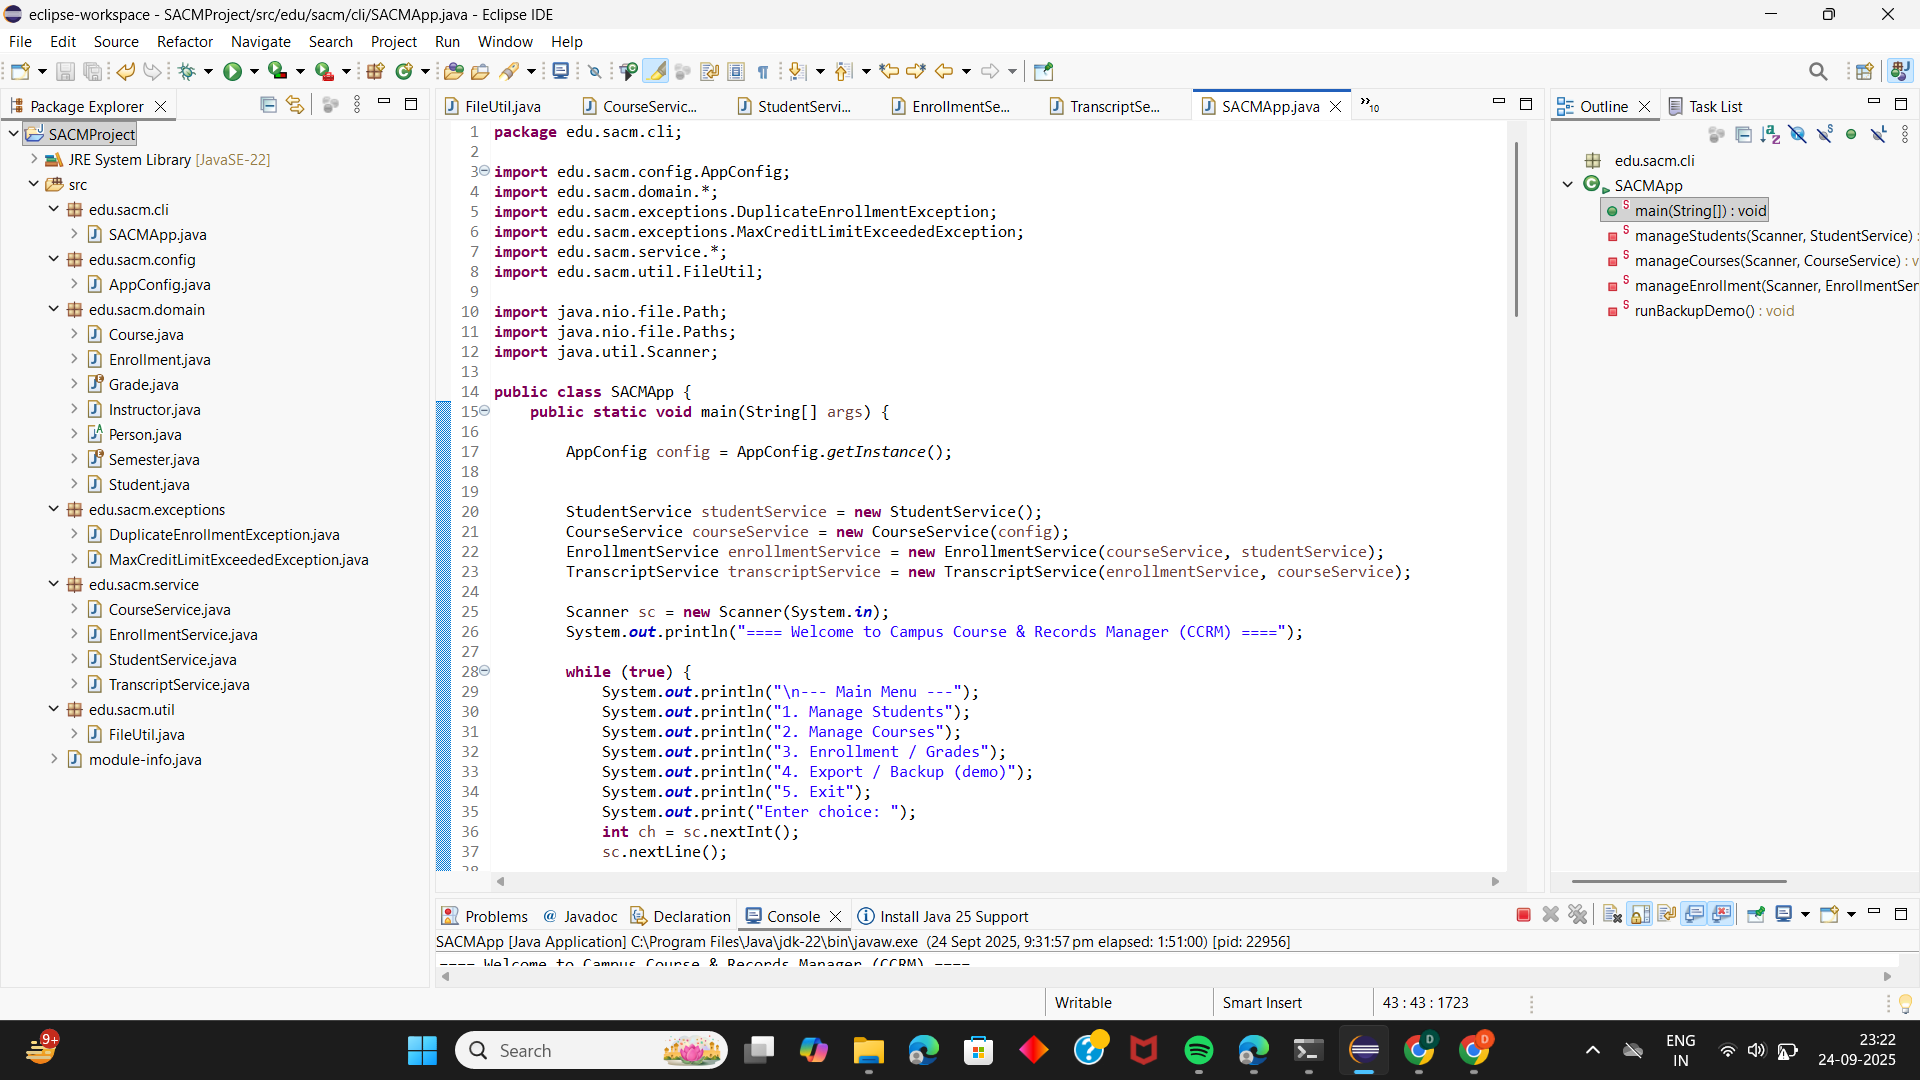 eclipse-workspace - SACMProject/src/edu/sacm/cli/SACMApp.java - Eclipse IDE
File Edit Source Refactor Navigate Search Project Run Window Help
Package Explorer
SACMProject
JRE System Library [JavaSE-22]
src
edu.sacm.cli
SACMApp.java
edu.sacm.config
AppConfig.java
edu.sacm.domain
Course.java
Enrollment.java
Grade.java
Instructor.java
Person.java
Semester.java
Student.java
edu.sacm.exceptions
DuplicateEnrollmentException.java
MaxCreditLimitExceededException.java
edu.sacm.service
CourseService.java
EnrollmentService.java
StudentService.java
TranscriptService.java
edu.sacm.util
FileUtil.java
module-info.java
FileUtil.java CourseServic... StudentServi... EnrollmentSe... TranscriptSe... SACMApp.java »10
1 package edu.sacm.cli;
2
3 import edu.sacm.config.AppConfig;
4 import edu.sacm.domain.*;
5 import edu.sacm.exceptions.DuplicateEnrollmentException;
6 import edu.sacm.exceptions.MaxCreditLimitExceededException;
7 import edu.sacm.service.*;
8 import edu.sacm.util.FileUtil;
9
10 import java.nio.file.Path;
11 import java.nio.file.Paths;
12 import java.util.Scanner;
13
14 public class SACMApp {
15 public static void main(String[] args) {
16
17 AppConfig config = AppConfig.getInstance();
18
19
20 StudentService studentService = new StudentService();
21 CourseService courseService = new CourseService(config);
22 EnrollmentService enrollmentService = new EnrollmentService(courseService, studentService);
23 TranscriptService transcriptService = new TranscriptService(enrollmentService, courseService);
24
25 Scanner sc = new Scanner(System.in);
26 System.out.println("==== Welcome to Campus Course & Records Manager (CCRM) ====");
27
28 while (true) {
29 System.out.println("\n--- Main Menu ---");
30 System.out.println("1. Manage Students");
31 System.out.println("2. Manage Courses");
32 System.out.println("3. Enrollment / Grades");
33 System.out.println("4. Export / Backup (demo)");
34 System.out.println("5. Exit");
35 System.out.print("Enter choice: ");
36 int ch = sc.nextInt();
37 sc.nextLine();
38
Outline Task List
edu.sacm.cli
SACMApp
main(String[]) : void
manageStudents(Scanner, StudentService) :
manageCourses(Scanner, CourseService) : v
manageEnrollment(Scanner, EnrollmentSer
runBackupDemo() : void
Problems @ Javadoc Declaration Console Install Java 25 Support
SACMApp [Java Application] C:\Program Files\Java\jdk-22\bin\javaw.exe (24 Sept 2025, 9:31:57 pm elapsed: 1:51:00) [pid: 22956]
==== Welcome to Campus Course & Records Manager (CCRM) ====
Writable Smart Insert 43 : 43 : 1723
9+
Search
D D
ENG
IN
23:22
24-09-2025